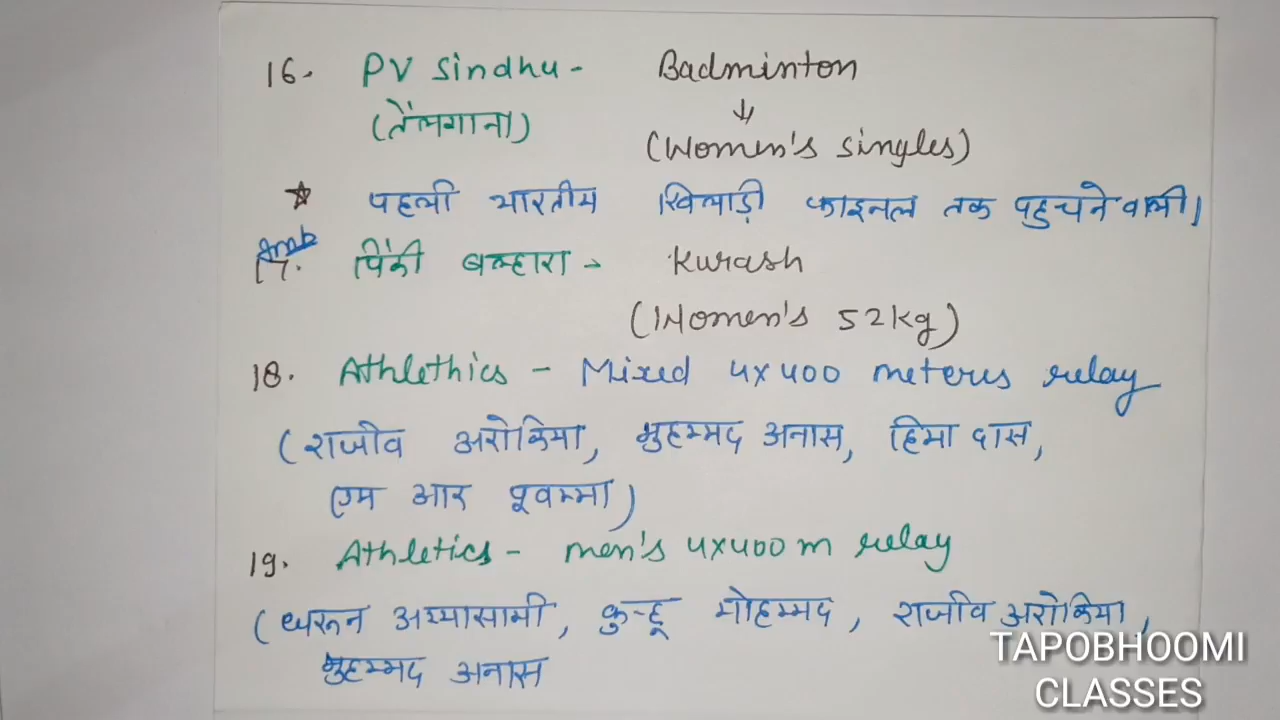 16. PV Sindhu - Badminton
(तेंलगाना) ↓
(Women's singles)
☆ पहली भारतीय खिलाड़ी फाइनल तक पहुचने वाली।
17. पिंकी बल्हारा - Kurash
(Women's 52kg)
18. Athlethics - Mixed 4x400 meters relay
(राजीव अरोकिया, मुहम्मद अनास, हिमा दास,
एम आर पूवम्मा)
19. Athletics - men's 4x400 m relay
(धरून अय्यासामी, कुन्हू मोहम्मद, राजीव अरोकिया,
मुहम्मद अनास
TAPOBHOOMI
CLASSES